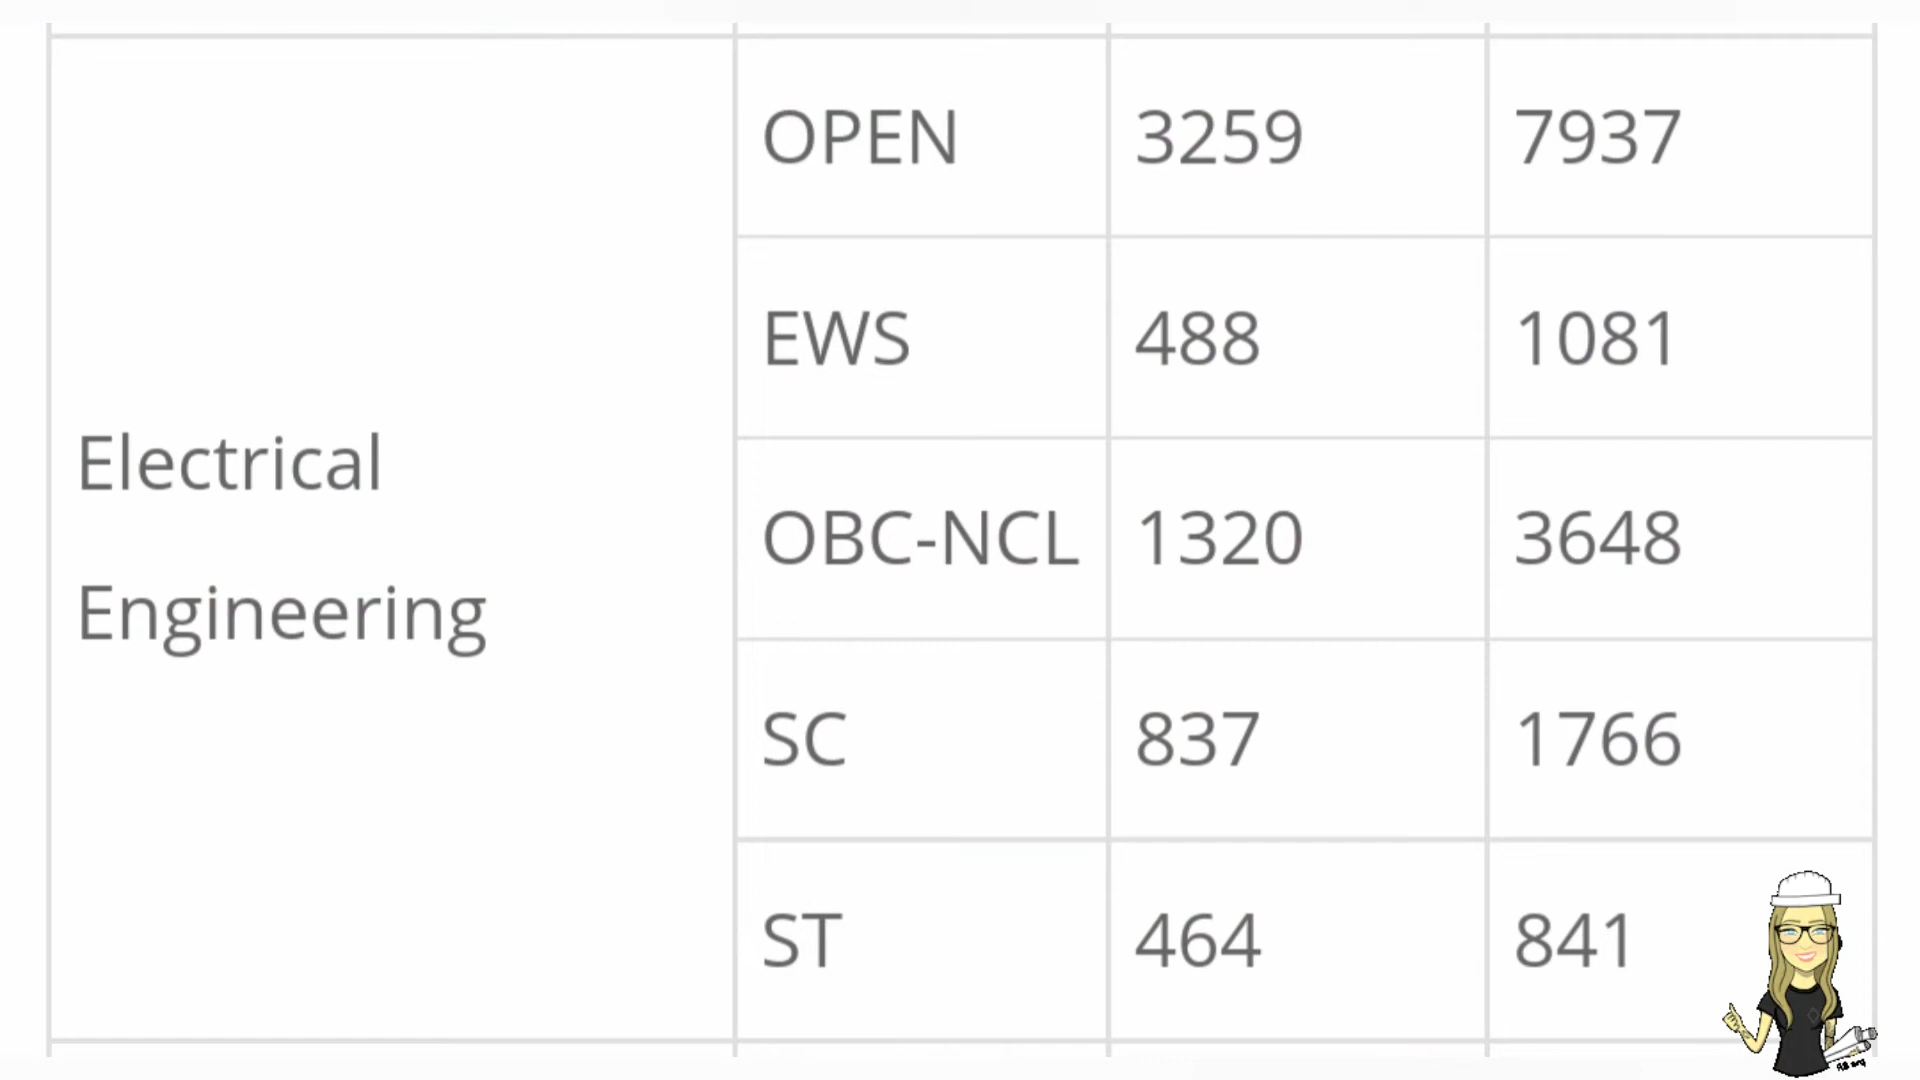 OPEN 3259 7937
EWS 488 1081
Electrical
OBC-NCL 1320 3648
Engineering
SC 837 1766
ST 464 841